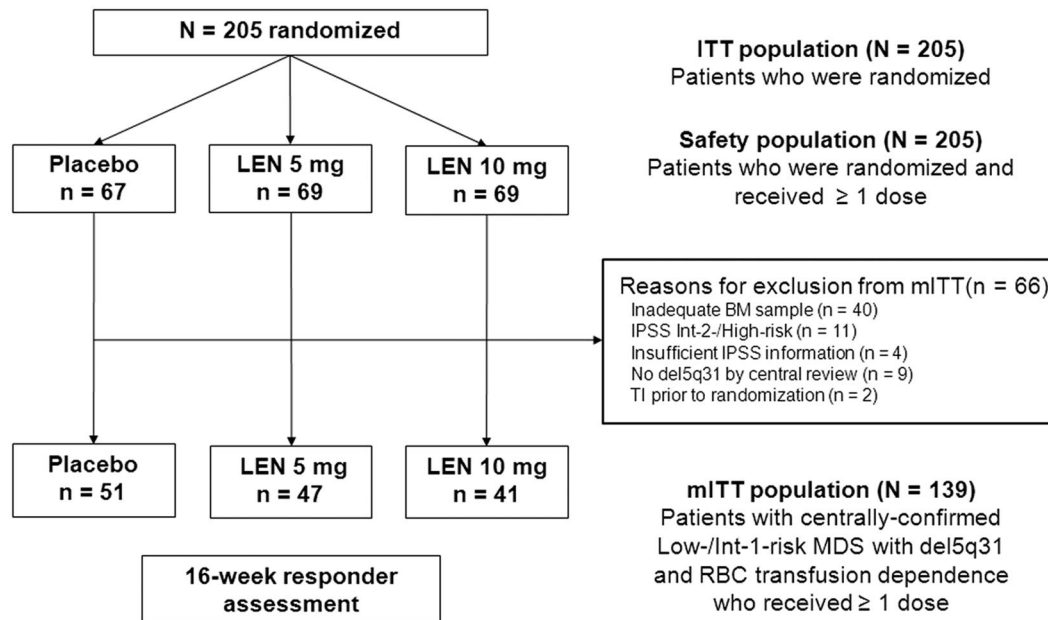 N = 205 randomized
ITT population (N = 205)
Patients who were randomized
Safety population (N = 205)
Patients who were randomized and
received ≥ 1 dose
Placebo
n = 67
LEN 5 mg
n = 69
LEN 10 mg
n = 69
Reasons for exclusion from mITT(n = 66)
Inadequate BM sample (n = 40)
IPSS Int-2-/High-risk (n = 11)
Insufficient IPSS information (n = 4)
No del5q31 by central review (n = 9)
TI prior to randomization (n = 2)
Placebo
n = 51
LEN 5 mg
n = 47
LEN 10 mg
n = 41
mITT population (N = 139)
Patients with centrally-confirmed
Low-/Int-1-risk MDS with del5q31
and RBC transfusion dependence
who received ≥ 1 dose
16-week responder
assessment